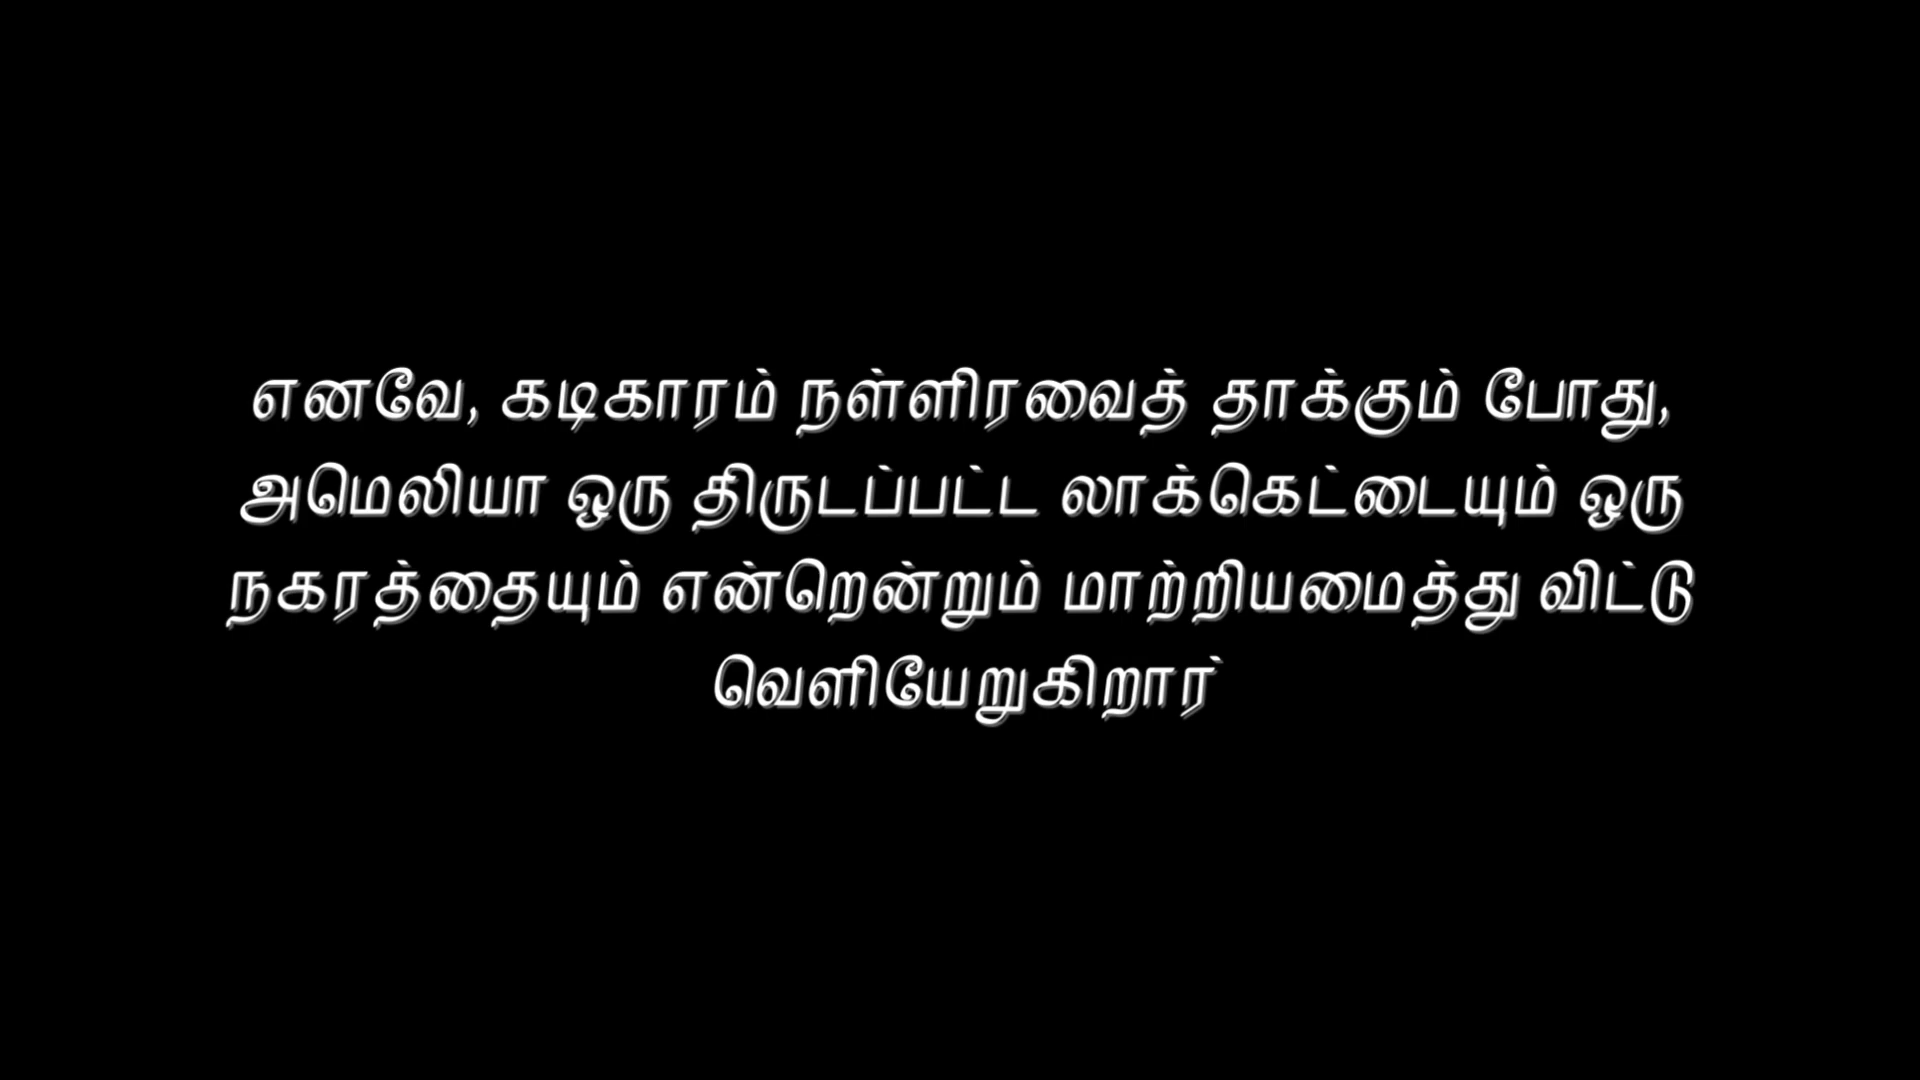 எனவே, கடிகாரம் நள்ளிரவைத் தாக்கும் போது,
அமெலியா ஒரு திருடப்பட்ட லாக்கெட்டையும் ஒரு
நகரத்தையும் என்றென்றும் மாற்றியமைத்து விட்டு
வெளியேறுகிறார்